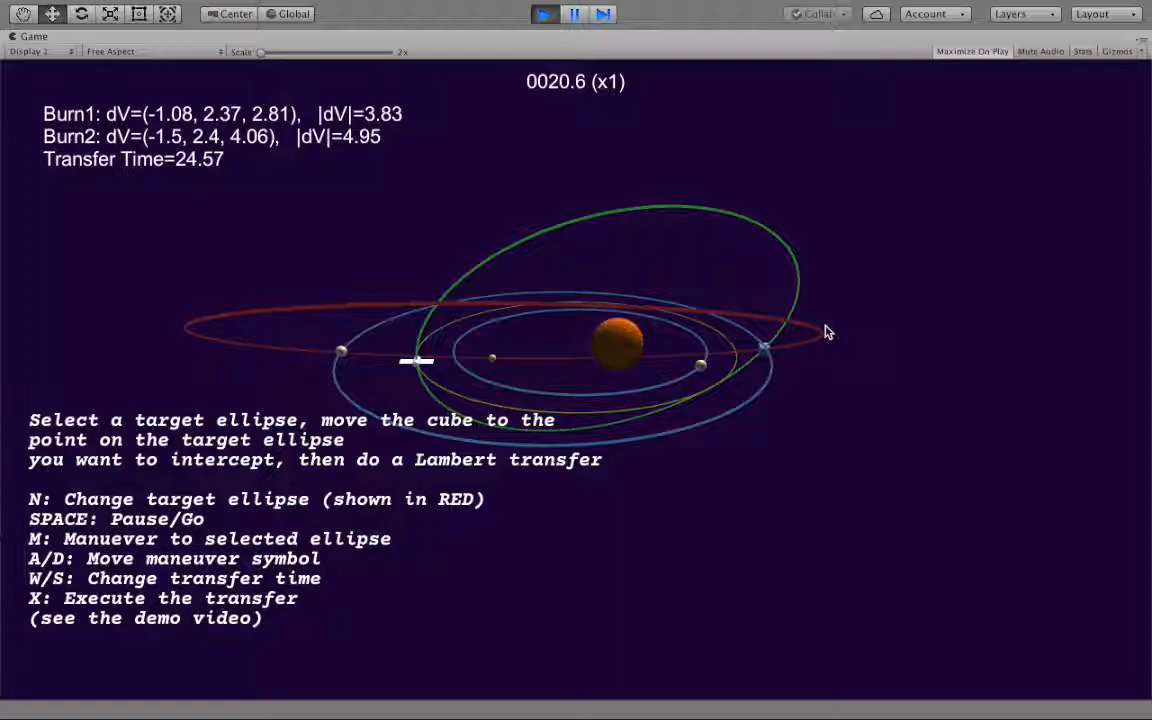 Center Global Collab Account Layers Layout
Game
Display 1 Free Aspect Scale 2x Maximize On Play Mute Audio Stats Gizmos
0020.6 (x1)
Burn1: dV=(-1.08, 2.37, 2.81), |dV|=3.83
Burn2: dV=(-1.5, 2.4, 4.06), |dV|=4.95
Transfer Time=24.57
Select a target ellipse, move the cube to the
point on the target ellipse
you want to intercept, then do a Lambert transfer
N: Change target ellipse (shown in RED)
SPACE: Pause/Go
M: Manuever to selected ellipse
A/D: Move maneuver symbol
W/S: Change transfer time
X: Execute the transfer
(see the demo video)